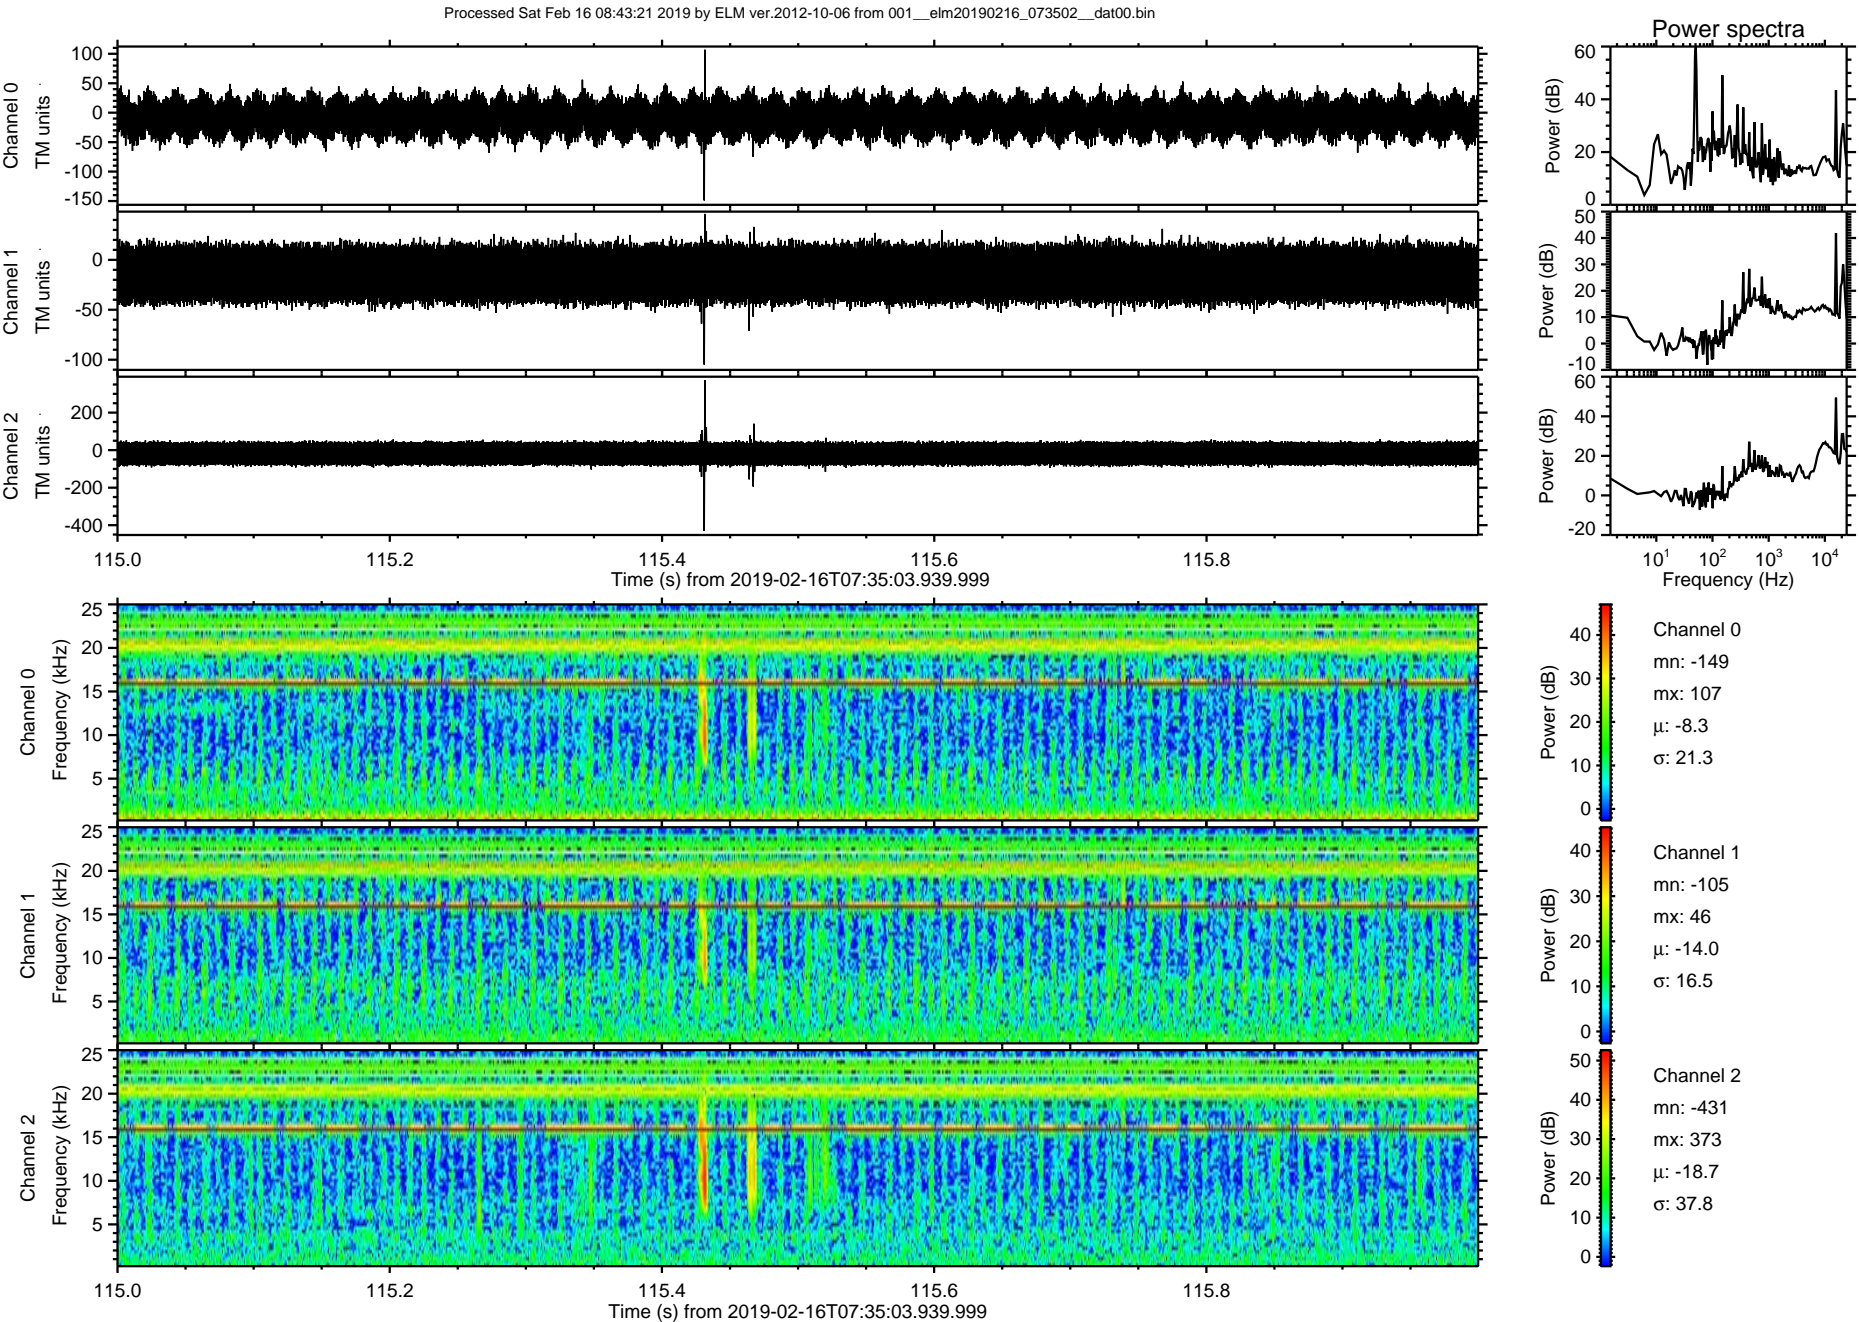 Processed Sat Feb 16 08:43:21 2019 by ELM ver.2012-10-06 from 001__elm20190216_073502__dat00.bin
Power spectra
Channel 0
TM units
100
50
0
-50
-100
-150
Power (dB)
60
40
20
0
Channel 1
TM units
0
-50
-100
Power (dB)
50
40
30
20
10
0
-10
Channel 2
TM units
200
0
-200
-400
Power (dB)
60
40
20
0
-20
115.0 115.2 115.4 115.6 115.8
Time (s) from 2019-02-16T07:35:03.939.999
10^1 10^2 10^3 10^4
Frequency (Hz)
Channel 0
Frequency (kHz)
25
20
15
10
5
Power (dB)
40
30
20
10
0
Channel 0
mn: -149
mx: 107
μ: -8.3
σ: 21.3
Channel 1
Frequency (kHz)
25
20
15
10
5
Power (dB)
40
30
20
10
0
Channel 1
mn: -105
mx: 46
μ: -14.0
σ: 16.5
Channel 2
Frequency (kHz)
25
20
15
10
5
Power (dB)
50
40
30
20
10
0
Channel 2
mn: -431
mx: 373
μ: -18.7
σ: 37.8
115.0 115.2 115.4 115.6 115.8
Time (s) from 2019-02-16T07:35:03.939.999